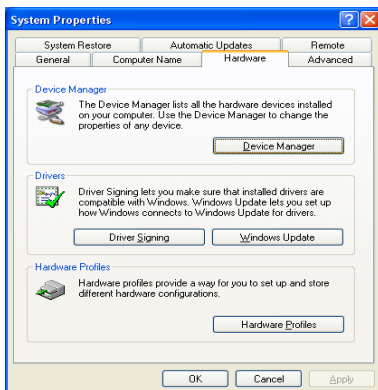 System Properties
System Restore Automatic Updates Remote
General Computer Name Hardware Advanced
Device Manager
The Device Manager lists all the hardware devices installed
on your computer. Use the Device Manager to change the
properties of any device.
Device Manager
Drivers
Driver Signing lets you make sure that installed drivers are
compatible with Windows. Windows Update lets you set up
how Windows connects to Windows Update for drivers.
Driver Signing Windows Update
Hardware Profiles
Hardware profiles provide a way for you to set up and store
different hardware configurations.
Hardware Profiles
OK Cancel Apply